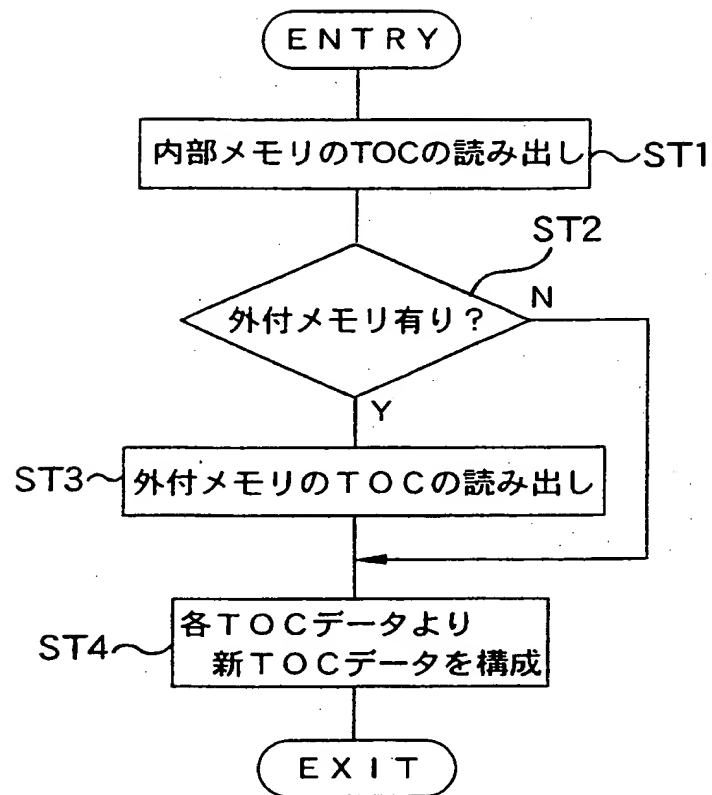 ENTRY
内部メモリのTOCの読み出し
ST1
ST2
外付メモリ有り?
N
Y
ST3
外付メモリのTOCの読み出し
ST4
各TOCデータより
新TOCデータを構成
EXIT